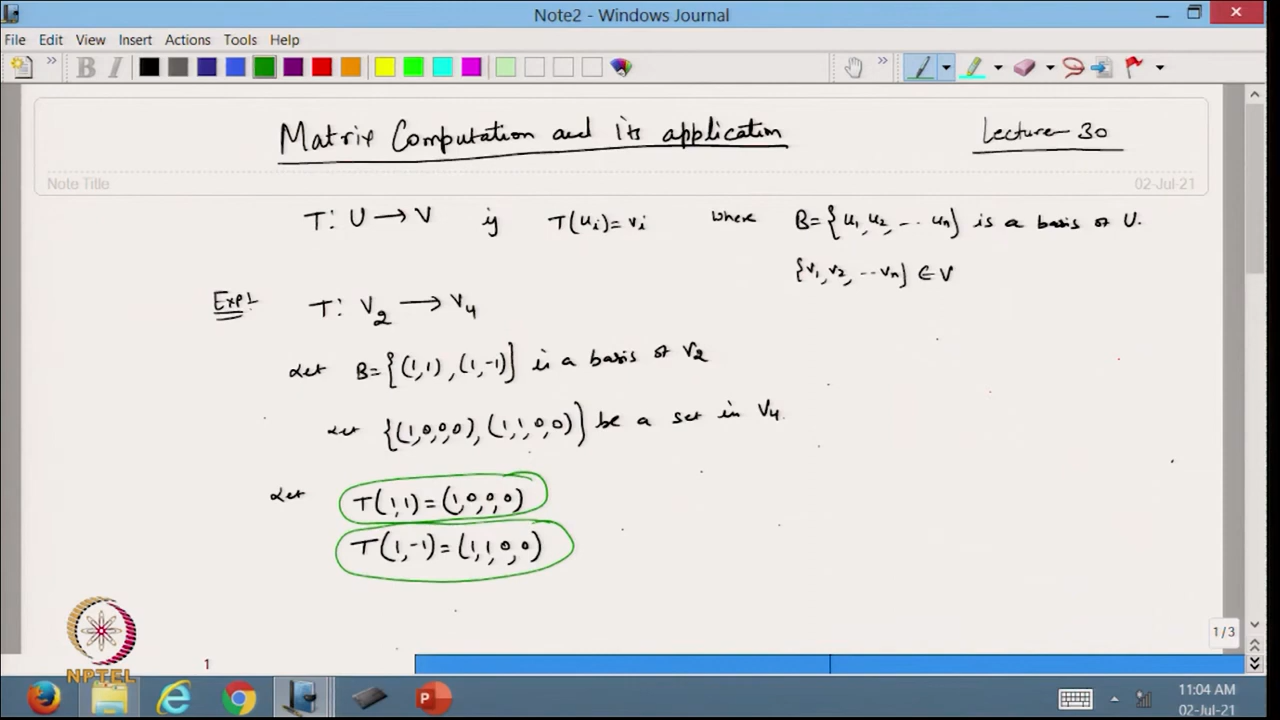 Note2 - Windows Journal
File Edit View Insert Actions Tools Help
Matrix Computation and its application
Lecture - 30
Note Title
02-Jul-21
T: U → V if T(ui) = vi where B = {u1, u2, ... un} is a basis of U.
{v1, v2, ... vn} ∈ V
Exp!
T: V2 → V4
Let B = {(1,1), (1,-1)} is a basis of V2
Let {(1,0,0,0), (1,1,0,0)} be a set in V4.
Let T(1,1) = (1,0,0,0)
T(1,-1) = (1,1,0,0)
NPTEL
1
1/3
11:04 AM
02-Jul-21